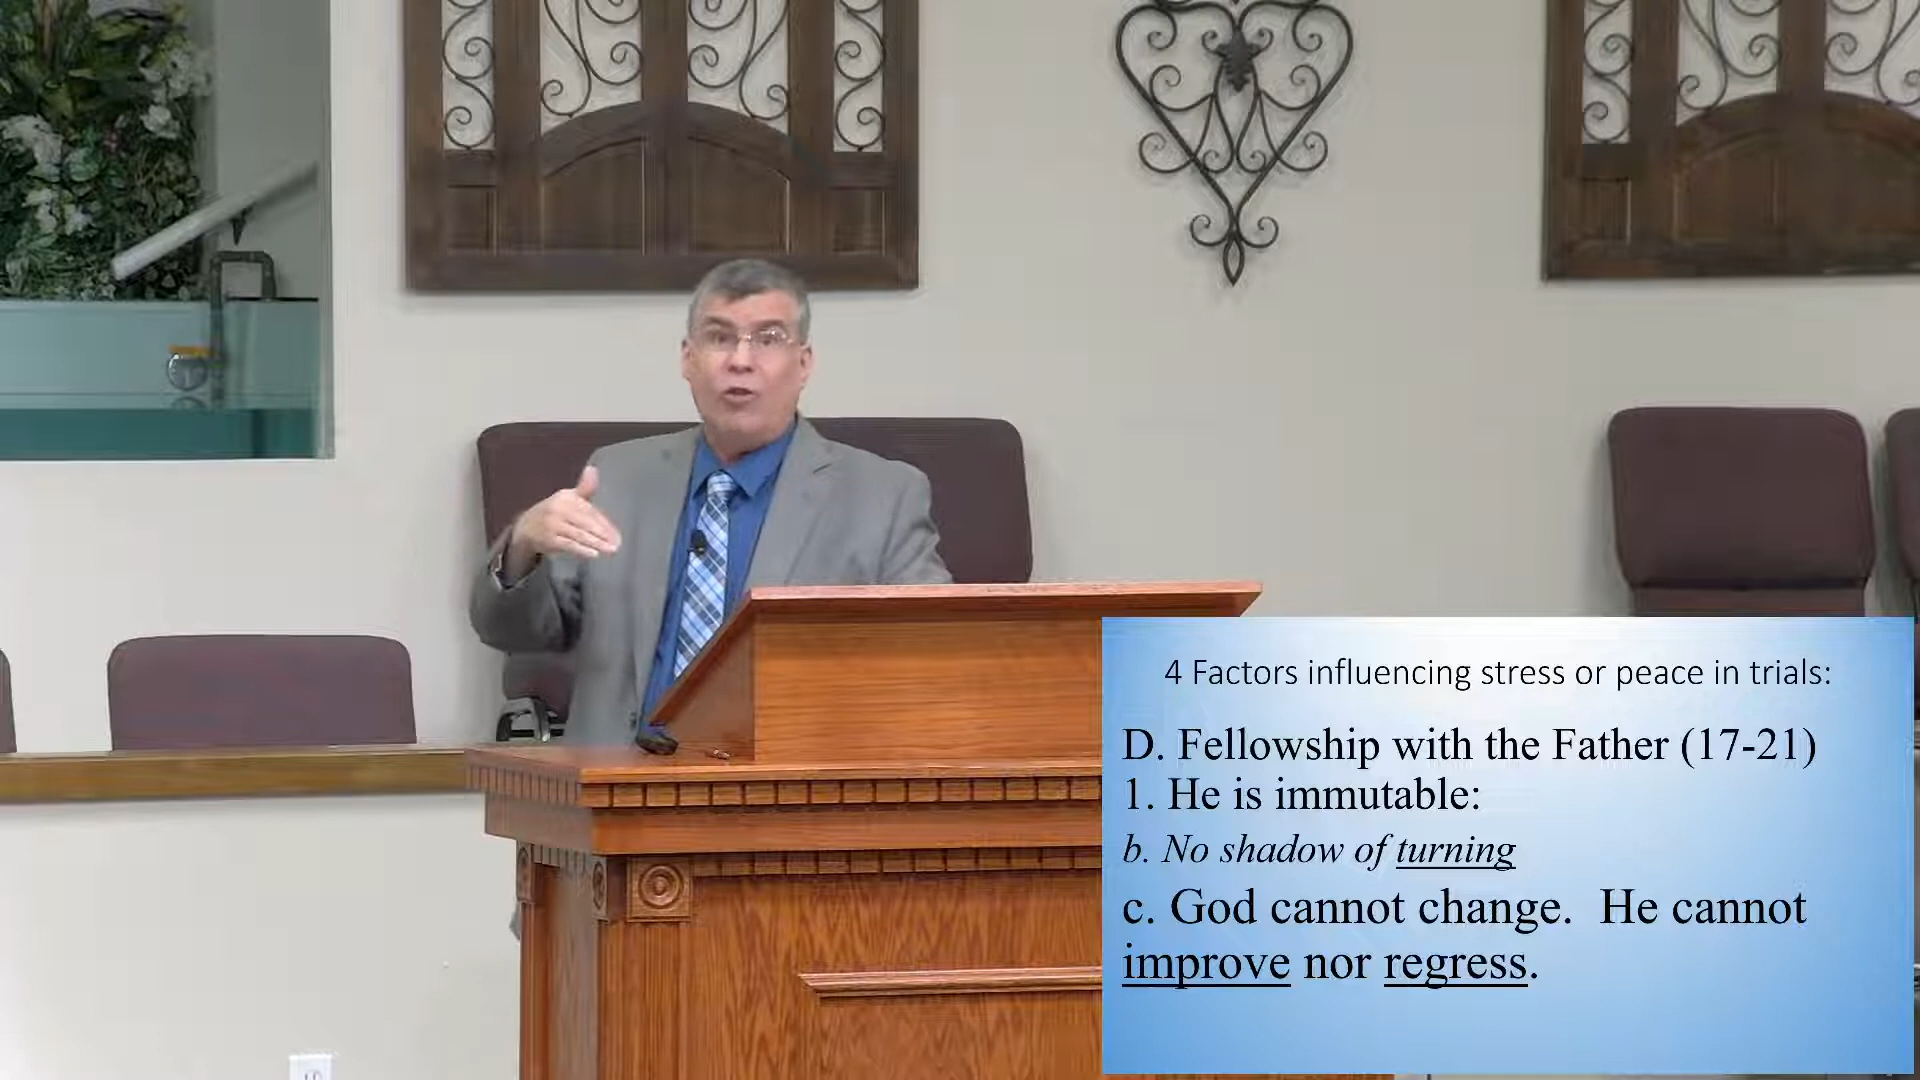 4 Factors influencing stress or peace in trials:
D. Fellowship with the Father (17-21)
1. He is immutable:
b. No shadow of turning
c. God cannot change.  He cannot
improve nor regress.